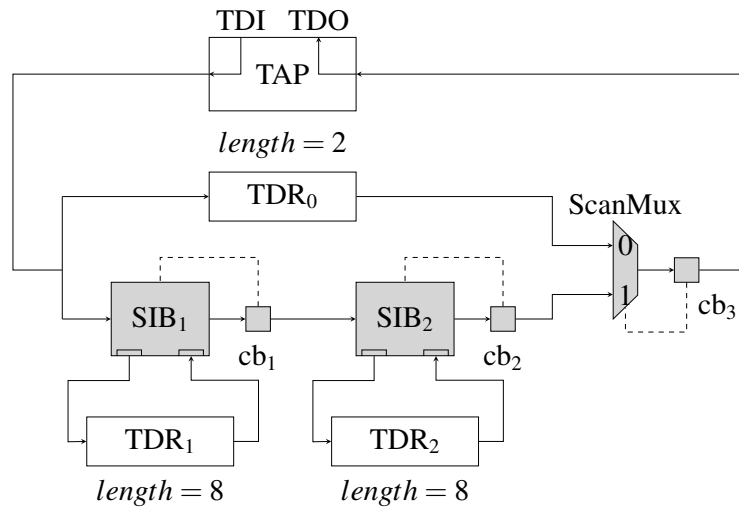 TDI TDO
TAP
length = 2
TDR₀
ScanMux
0
1
SIB₁
SIB₂
cb₁
cb₂
cb₃
TDR₁
TDR₂
length = 8
length = 8